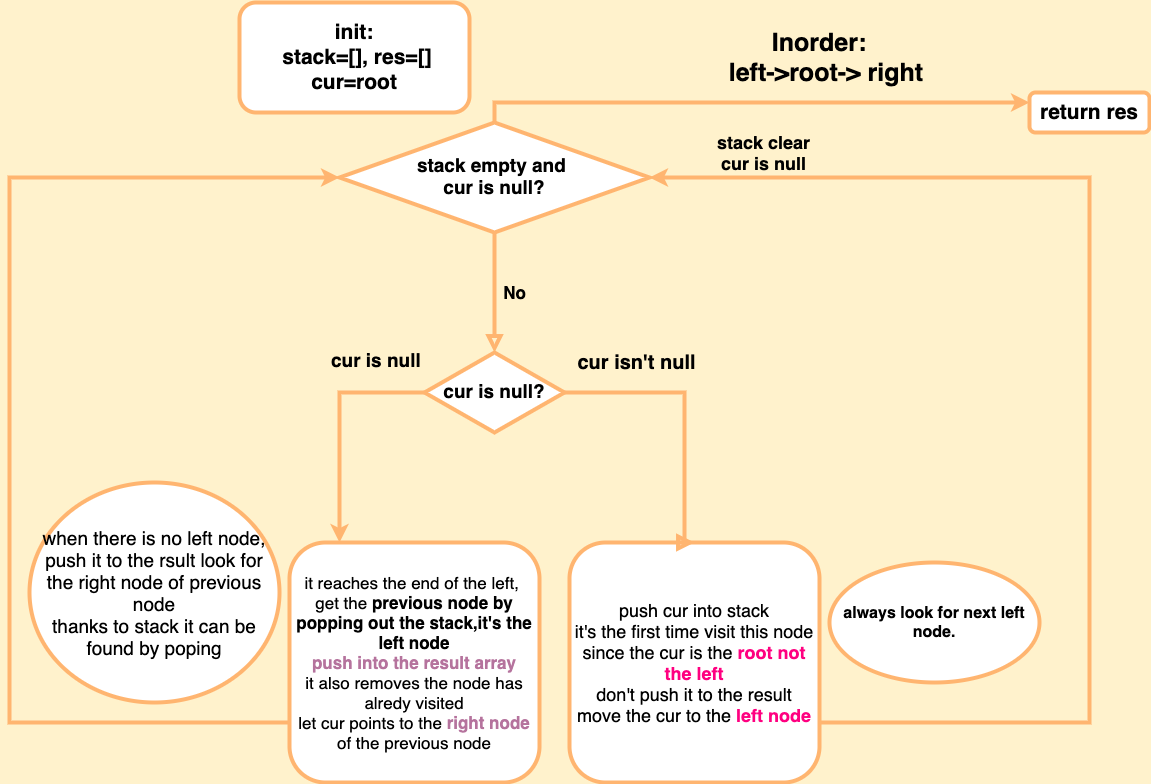 init:
stack=[], res=[]
cur=root
Inorder:
left->root-> right
return res
stack empty and
cur is null?
stack clear
cur is null
No
cur is null
cur isn't null
cur is null?
when there is no left node,
push it to the rsult look for
the right node of previous
node
thanks to stack it can be
found by poping
it reaches the end of the left,
get the previous node by
popping out the stack,it's the
left node
push into the result array
it also removes the node has
alredy visited
let cur points to the right node
of the previous node
push cur into stack
it's the first time visit this node
since the cur is the root not
the left
don't push it to the result
move the cur to the left node
always look for next left
node.